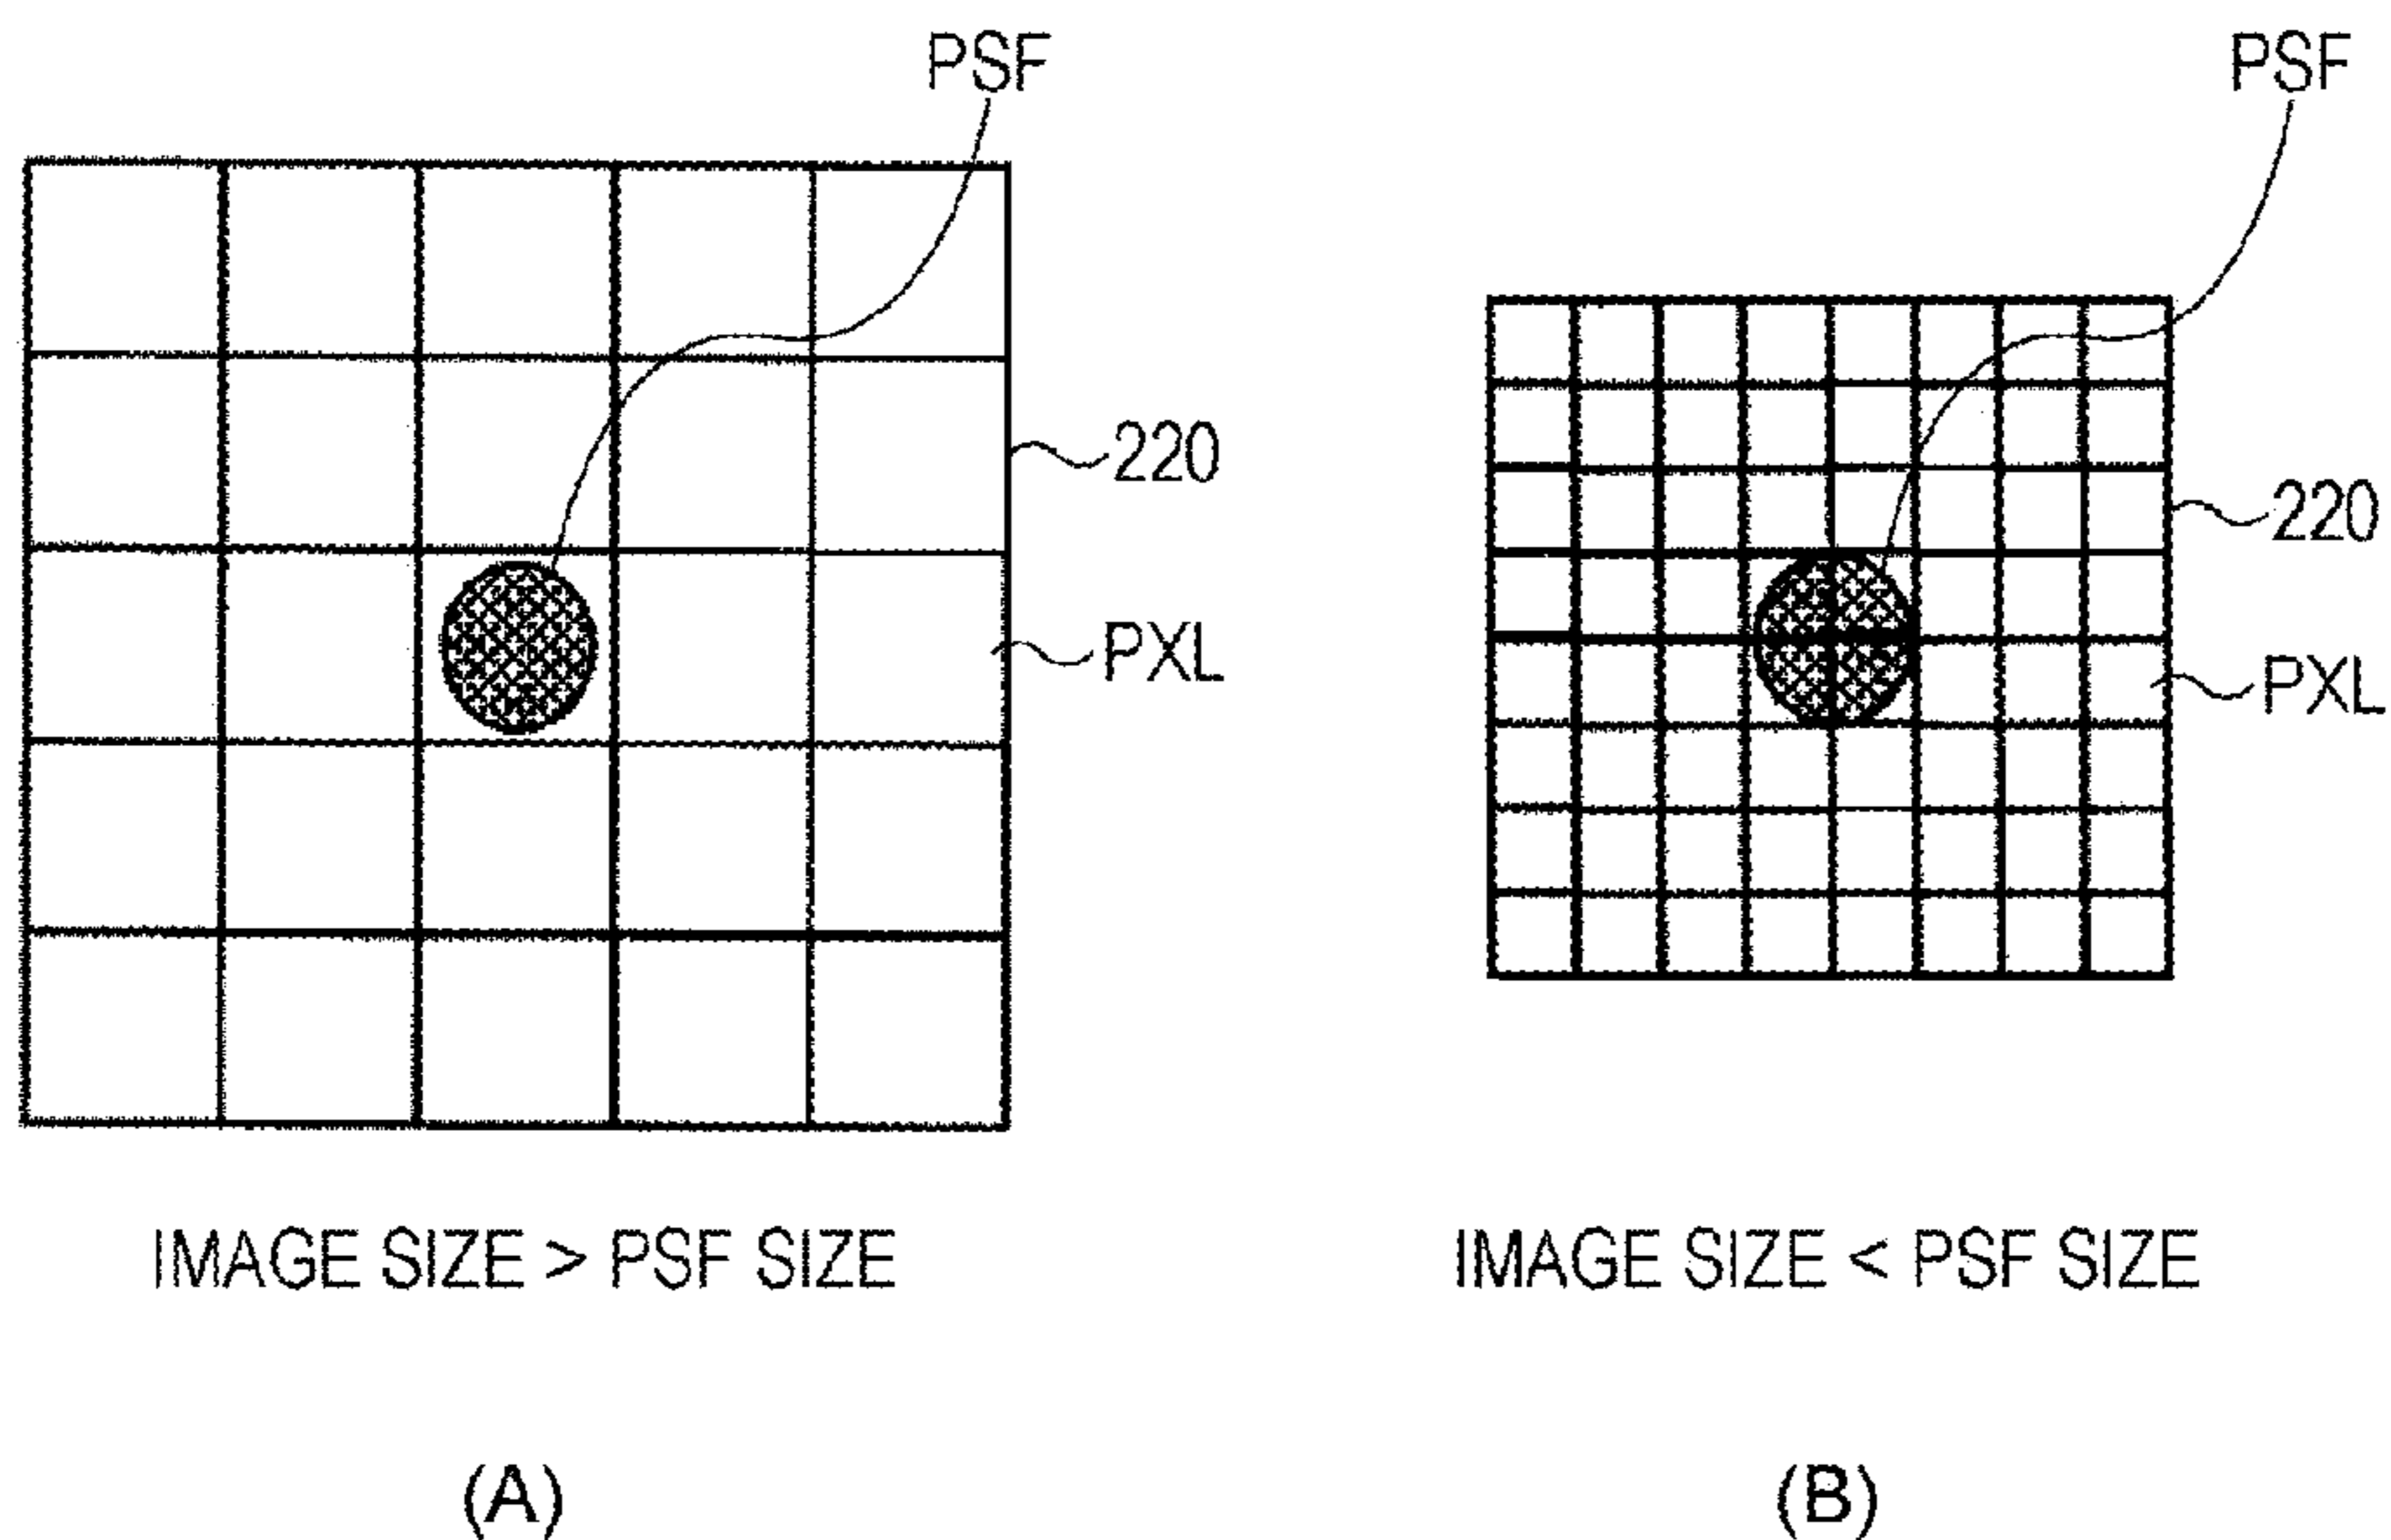 PSF
PSF
220
220
PXL
PXL
IMAGE SIZE > PSF SIZE
IMAGE SIZE < PSF SIZE
(A)
(B)